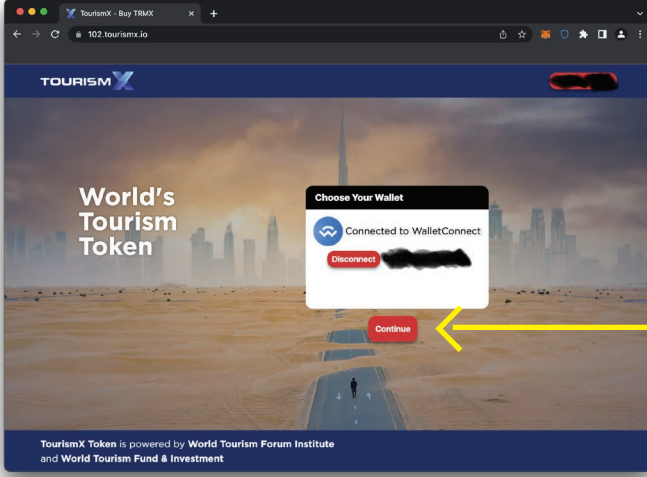 TourismX - Buy TRMX
102.tourismx.io
TOURISMX
World's
Tourism
Token
Choose Your Wallet
Connected to WalletConnect
Disconnect
Continue
TourismX Token is powered by World Tourism Forum Institute
and World Tourism Fund & Investment